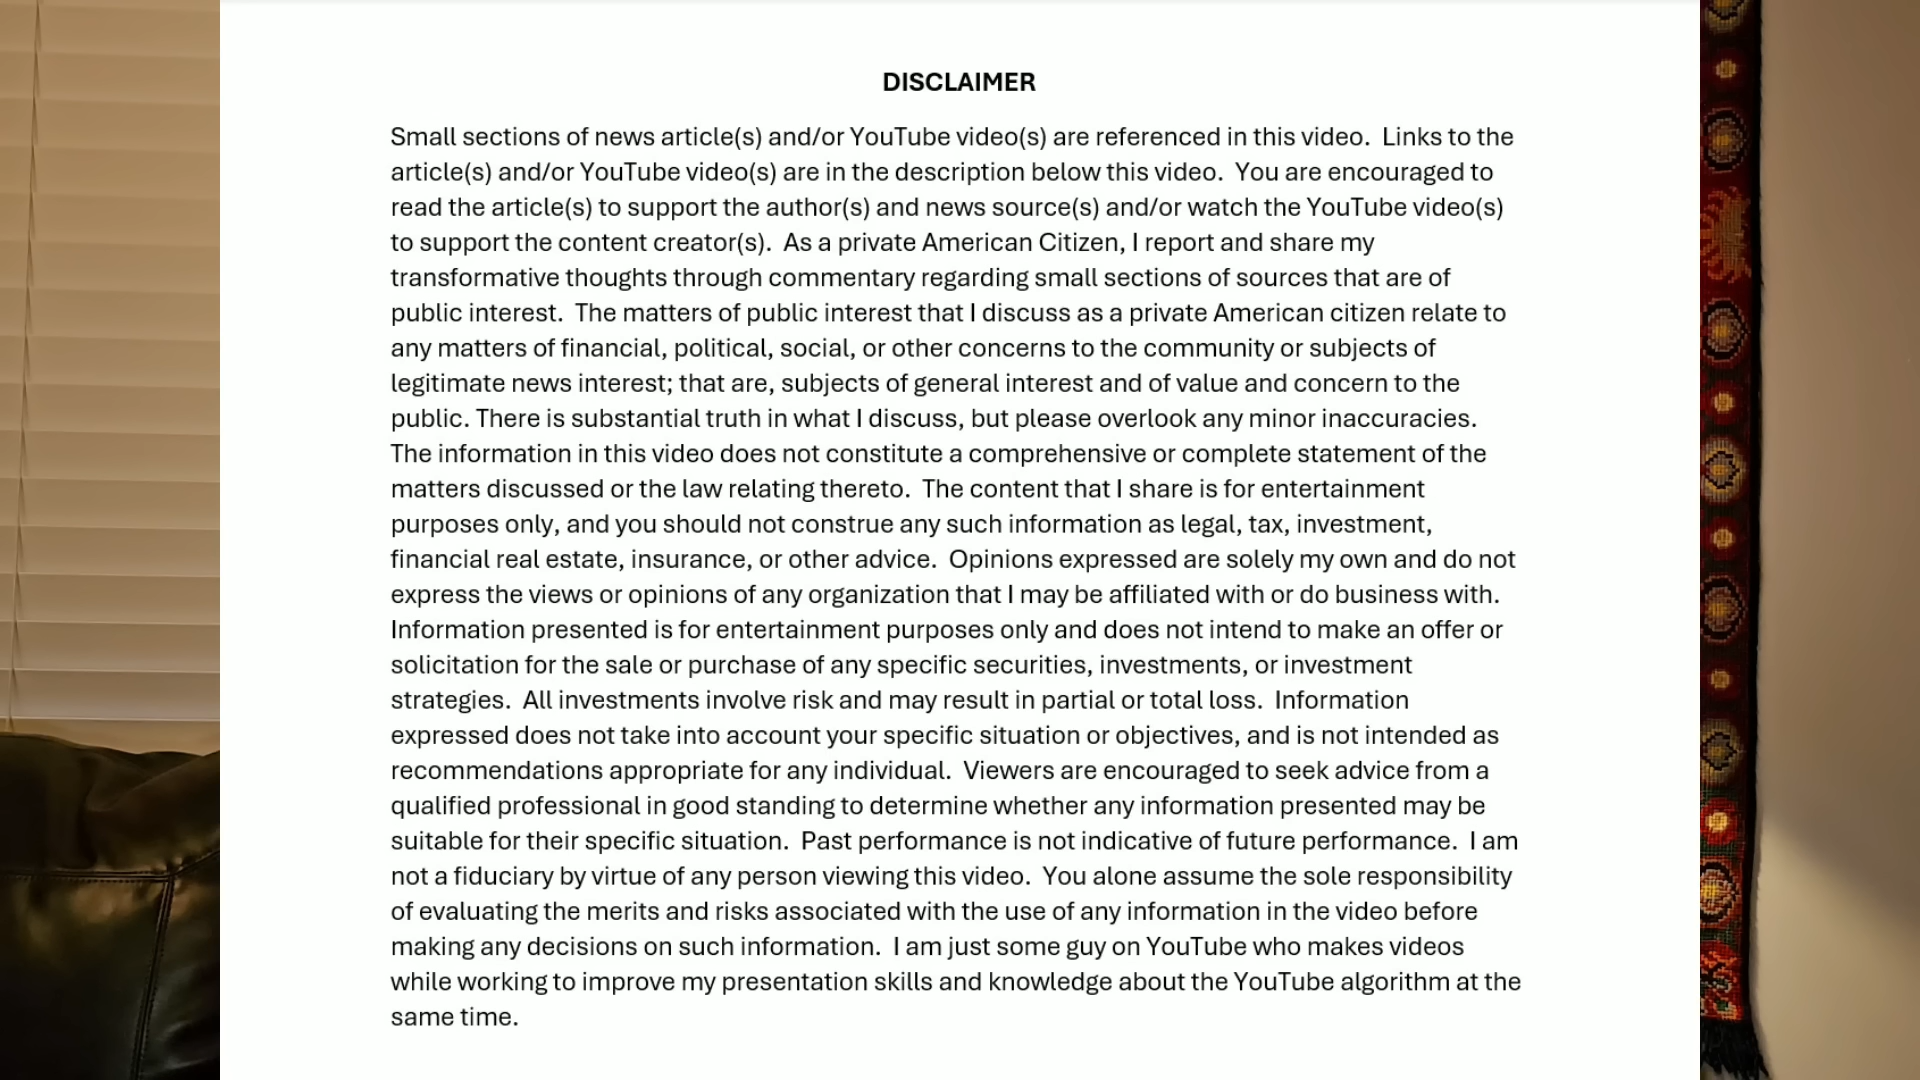 DISCLAIMER
Small sections of news article(s) and/or YouTube video(s) are referenced in this video.  Links to the
article(s) and/or YouTube video(s) are in the description below this video.  You are encouraged to
read the article(s) to support the author(s) and news source(s) and/or watch the YouTube video(s)
to support the content creator(s).  As a private American Citizen, I report and share my
transformative thoughts through commentary regarding small sections of sources that are of
public interest.  The matters of public interest that I discuss as a private American citizen relate to
any matters of financial, political, social, or other concerns to the community or subjects of
legitimate news interest; that are, subjects of general interest and of value and concern to the
public. There is substantial truth in what I discuss, but please overlook any minor inaccuracies.
The information in this video does not constitute a comprehensive or complete statement of the
matters discussed or the law relating thereto.  The content that I share is for entertainment
purposes only, and you should not construe any such information as legal, tax, investment,
financial real estate, insurance, or other advice.  Opinions expressed are solely my own and do not
express the views or opinions of any organization that I may be affiliated with or do business with.
Information presented is for entertainment purposes only and does not intend to make an offer or
solicitation for the sale or purchase of any specific securities, investments, or investment
strategies.  All investments involve risk and may result in partial or total loss.  Information
expressed does not take into account your specific situation or objectives, and is not intended as
recommendations appropriate for any individual.  Viewers are encouraged to seek advice from a
qualified professional in good standing to determine whether any information presented may be
suitable for their specific situation.  Past performance is not indicative of future performance.  I am
not a fiduciary by virtue of any person viewing this video.  You alone assume the sole responsibility
of evaluating the merits and risks associated with the use of any information in the video before
making any decisions on such information.  I am just some guy on YouTube who makes videos
while working to improve my presentation skills and knowledge about the YouTube algorithm at the
same time.